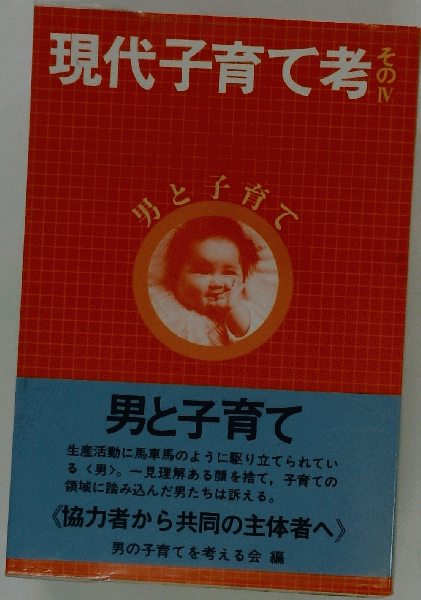 現代子育て考
そのⅣ
男と子育て
男と子育て
生産活動に馬車馬のように駆り立てられてい
る〈男〉。一見理解ある顔を捨て，子育ての
領域に踏み込んだ男たちは訴える。
《協力者から共同の主体者へ》
男の子育てを考える会 編